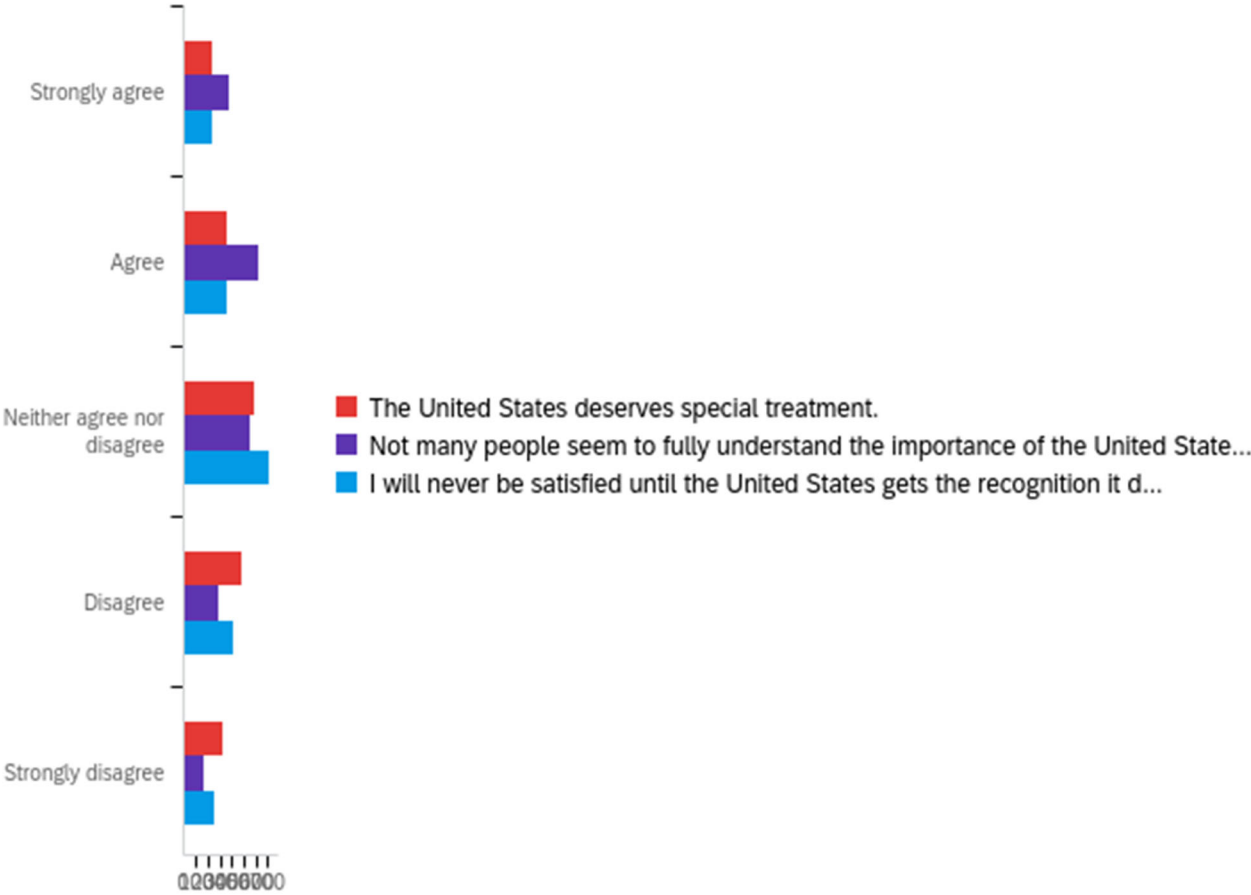 Strongly agree
Agree
Neither agree nor
disagree
Disagree
Strongly disagree
The United States deserves special treatment.
Not many people seem to fully understand the importance of the United State...
I will never be satisfied until the United States gets the recognition it d...